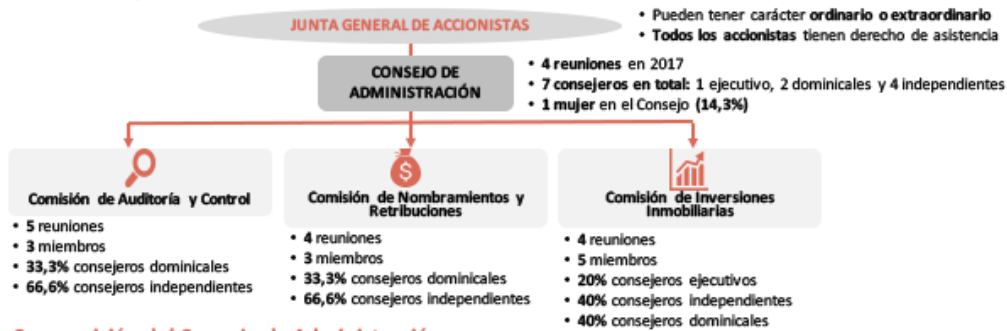 JUNTA GENERAL DE ACCIONISTAS
• Pueden tener carácter ordinario o extraordinario
• Todos los accionistas tienen derecho de asistencia
CONSEJO DE
ADMINISTRACIÓN
• 4 reuniones en 2017
• 7 consejeros en total: 1 ejecutivo, 2 dominicales y 4 independientes
• 1 mujer en el Consejo (14,3%)
Comisión de Auditoría y Control
• 5 reuniones
• 3 miembros
• 33,3% consejeros dominicales
• 66,6% consejeros independientes
Comisión de Nombramientos y
Retribuciones
• 4 reuniones
• 3 miembros
• 33,3% consejeros dominicales
• 66,6% consejeros independientes
Comisión de Inversiones
Inmobiliarias
• 4 reuniones
• 5 miembros
• 20% consejeros ejecutivos
• 40% consejeros independientes
• 40% consejeros dominicales